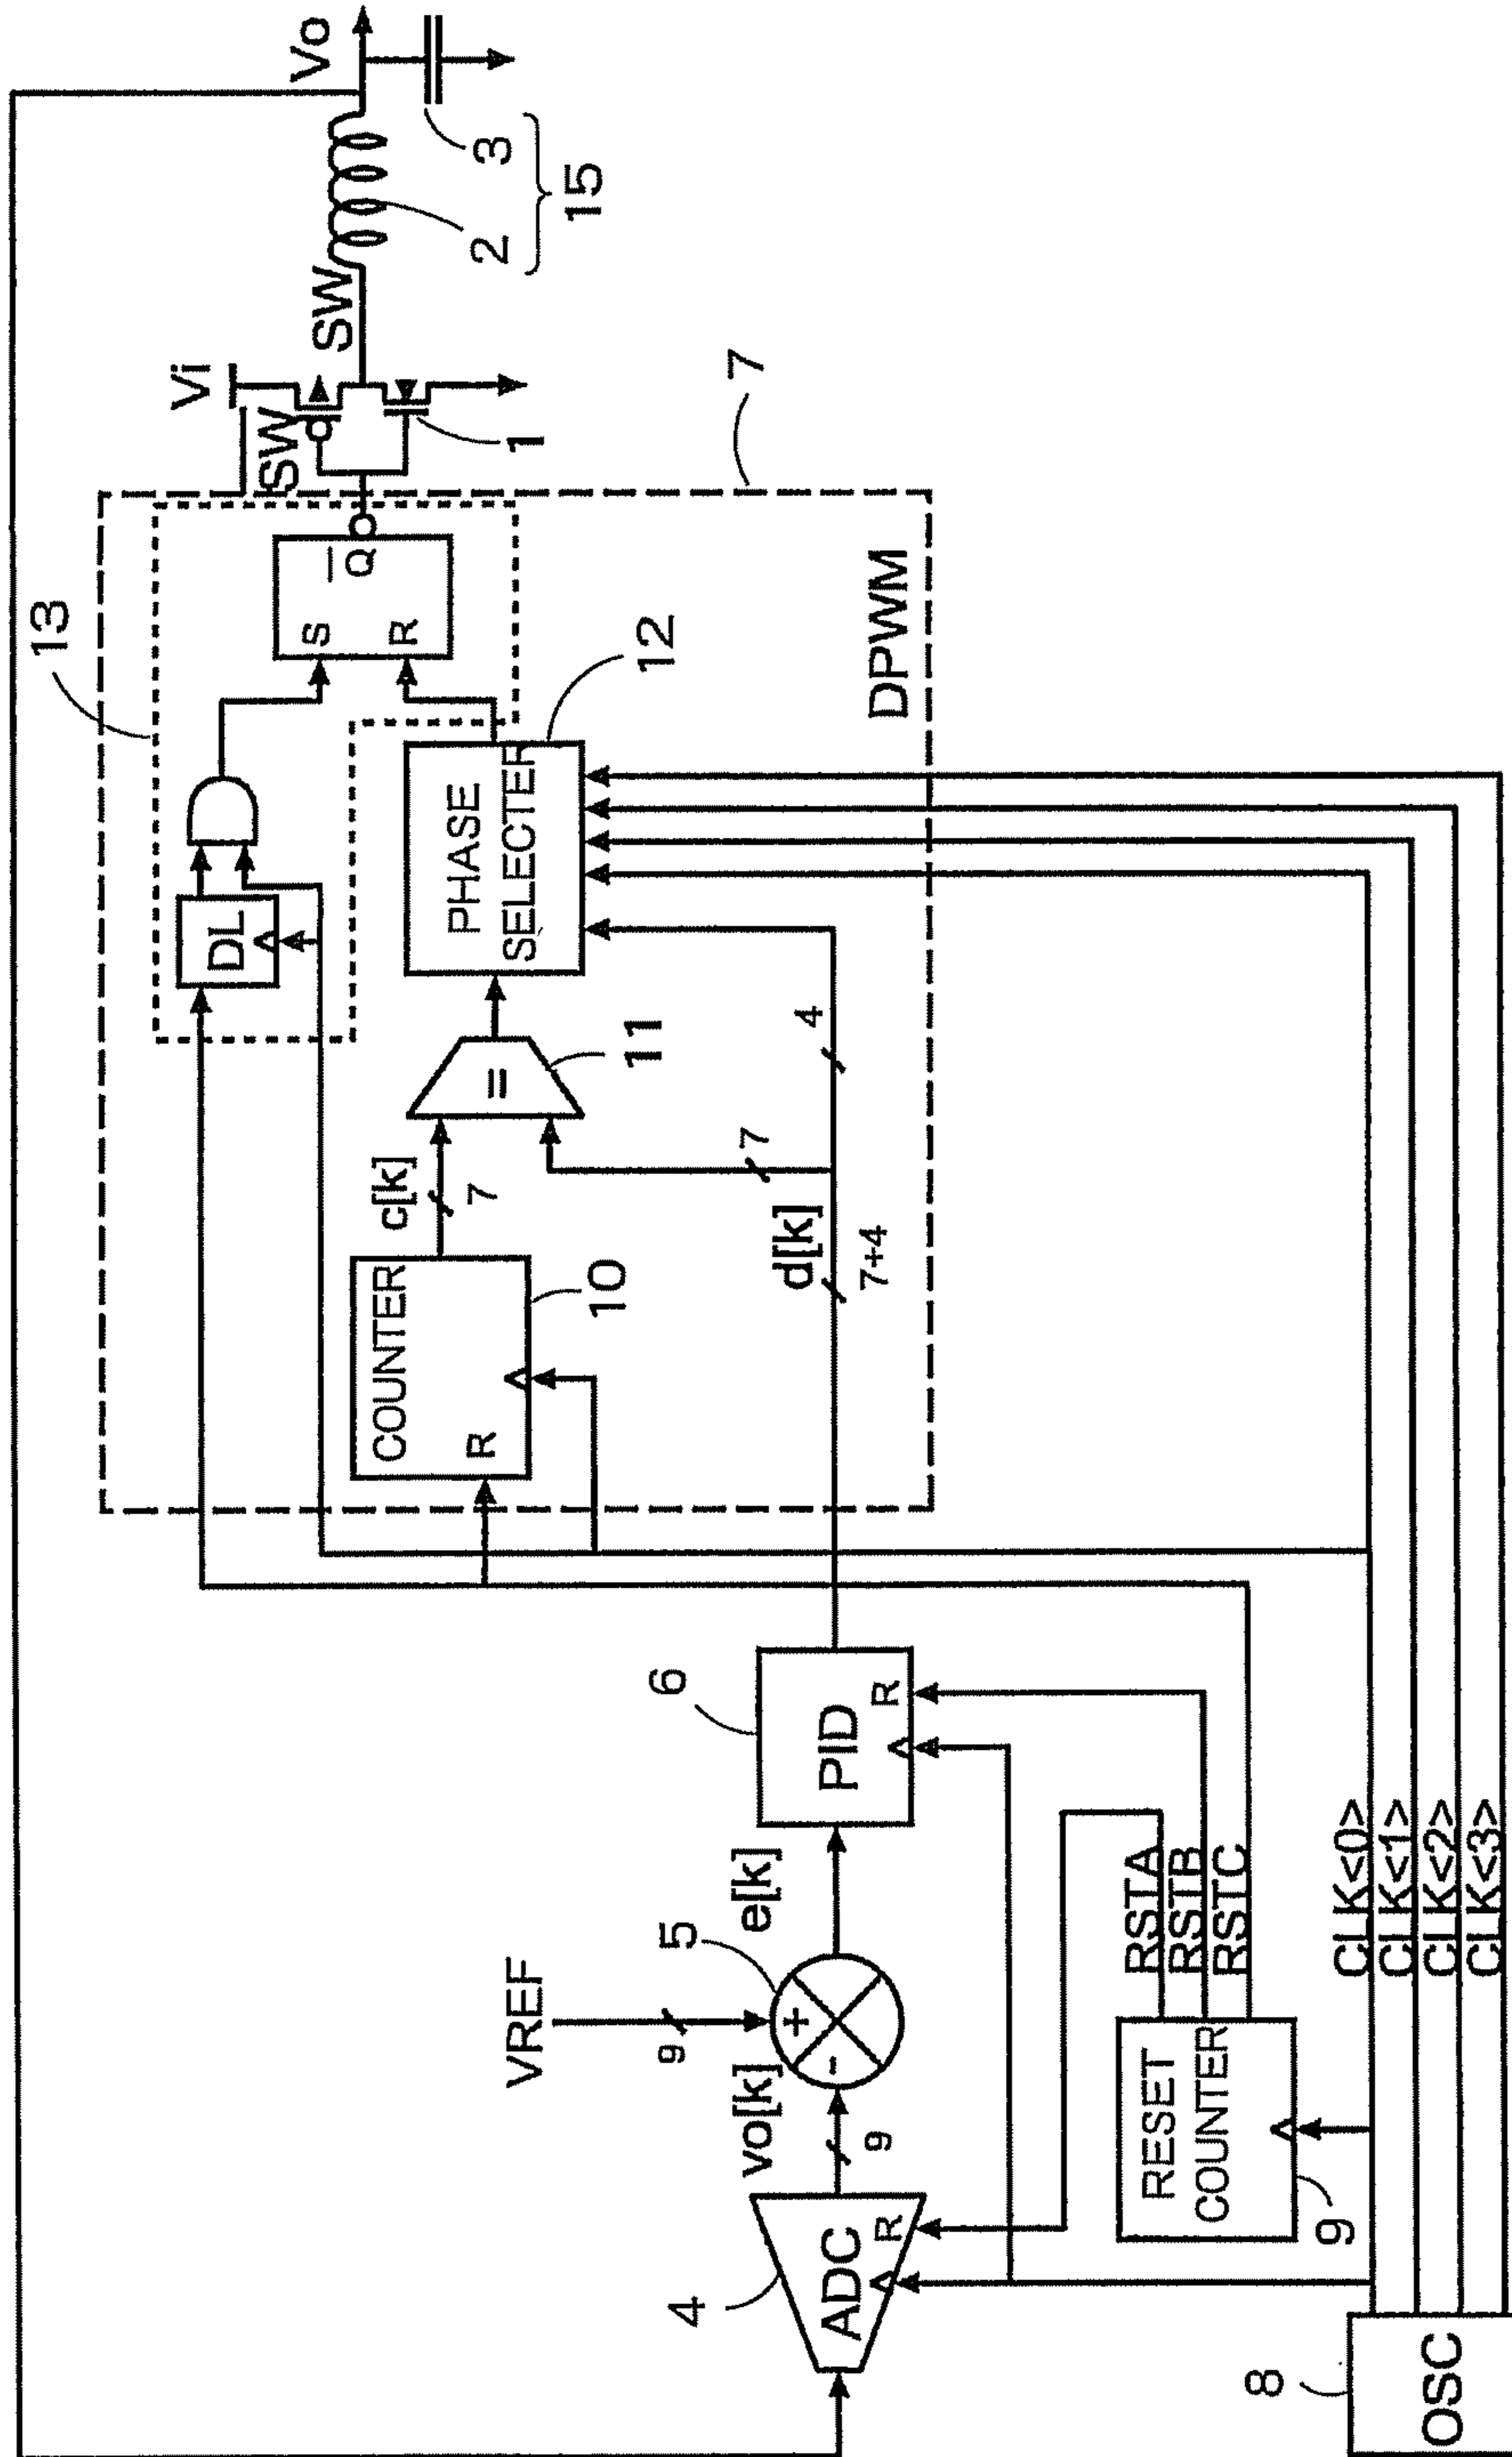 Vo
3
2
15
SW
Vi
SW
1
7
13
S
R
Q
DL
PHASE
SELECTER
12
DPWM
=
11
4
7
c[k]
7
COUNTER
R
10
d[k]
7+4
6
PID
R
e[k]
5
VREF
9
+
-
vo[k]
9
ADC
R
4
RSTA
RSTB
RSTC
RESET
COUNTER
9
CLK<0>
CLK<1>
CLK<2>
CLK<3>
OSC
8